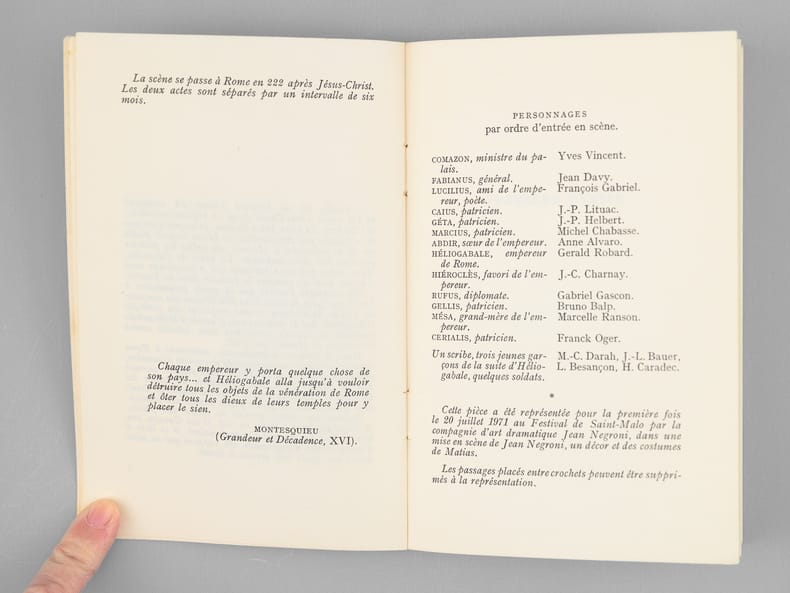 La scène se passe à Rome en 222 après Jésus-Christ.
Les deux actes sont séparés par un intervalle de six
mois.
Chaque empereur y porta quelque chose de
son pays... et Héliogabale alla jusqu'à vouloir
détruire tous les objets de la vénération de Rome
et ôter tous les dieux de leurs temples pour y
placer le sien.
MONTESQUIEU
(Grandeur et Décadence, XVI).
PERSONNAGES
par ordre d'entrée en scène.
COMAZON, ministre du pa- Yves Vincent.
lais.
FABIANUS, général. Jean Davy.
LUCILIUS, ami de l'empe- François Gabriel.
reur, poète.
CAIUS, patricien. J.-P. Lituac.
GÉTA, patricien. J.-P. Helbert.
MARCIUS, patricien. Michel Chabasse.
ABDIR, sœur de l'empereur. Anne Alvaro.
HÉLIOGABALE, empereur Gerald Robard.
de Rome.
HIÉROCLÈS, favori de l'em- J.-C. Charnay.
pereur.
RUFUS, diplomate. Gabriel Gascon.
GELLIS, patricien. Bruno Balp.
MÉSA, grand-mère de l'em- Marcelle Ranson.
pereur.
CERIALIS, patricien. Franck Oger.
Un scribe, trois jeunes gar- M.-C. Darah, J.-L. Bauer,
çons de la suite d'Hélio- L. Besançon, H. Caradec.
gabale, quelques soldats.
*
Cette pièce a été représentée pour la première fois
le 20 juillet 1971 au Festival de Saint-Malo par la
compagnie d'art dramatique Jean Negroni, dans une
mise en scène de Jean Negroni, un décor et des costumes
de Matias.
Les passages placés entre crochets peuvent être suppri-
més à la représentation.